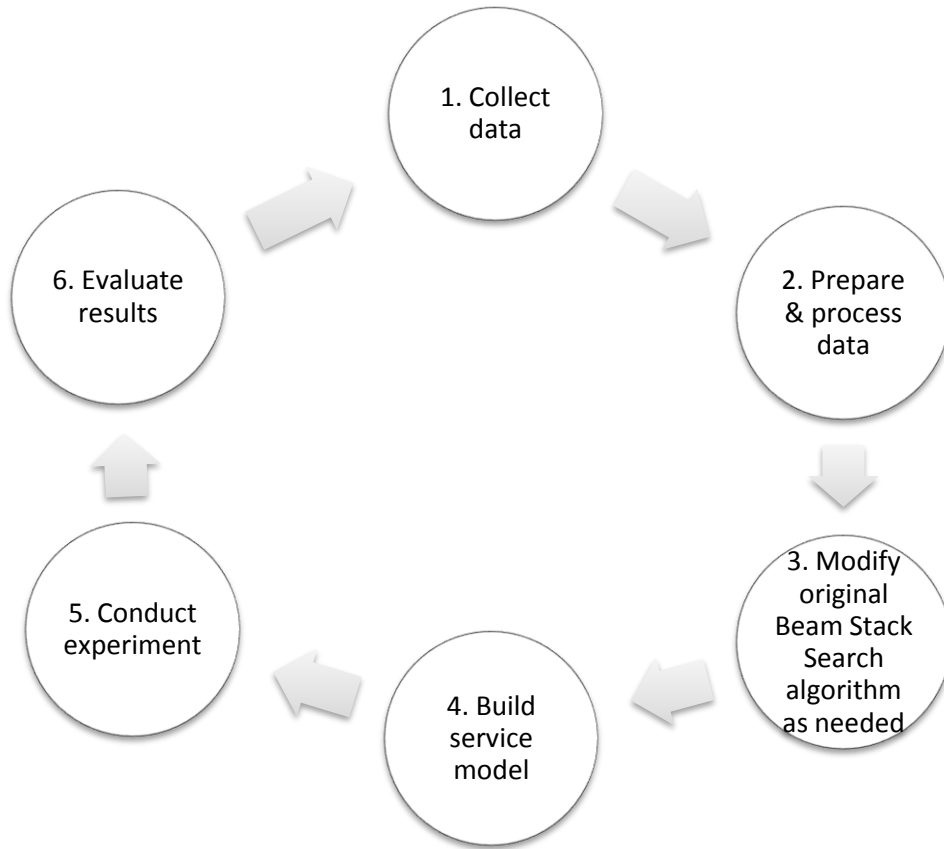 1. Collect
data
2. Prepare
& process
data
3. Modify
original
Beam Stack
Search
algorithm
as needed
4. Build
service
model
5. Conduct
experiment
6. Evaluate
results